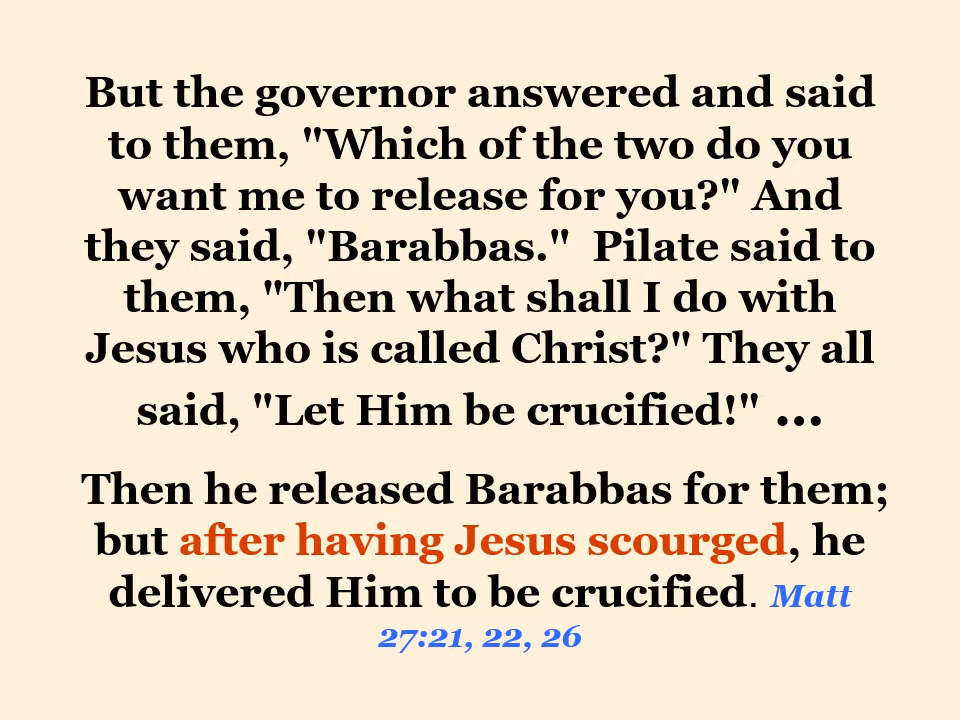 But the governor answered and said
to them, "Which of the two do you
want me to release for you?" And
they said, "Barabbas."  Pilate said to
them, "Then what shall I do with
Jesus who is called Christ?" They all
said, "Let Him be crucified!" ...
Then he released Barabbas for them;
but after having Jesus scourged, he
delivered Him to be crucified. Matt
27:21, 22, 26